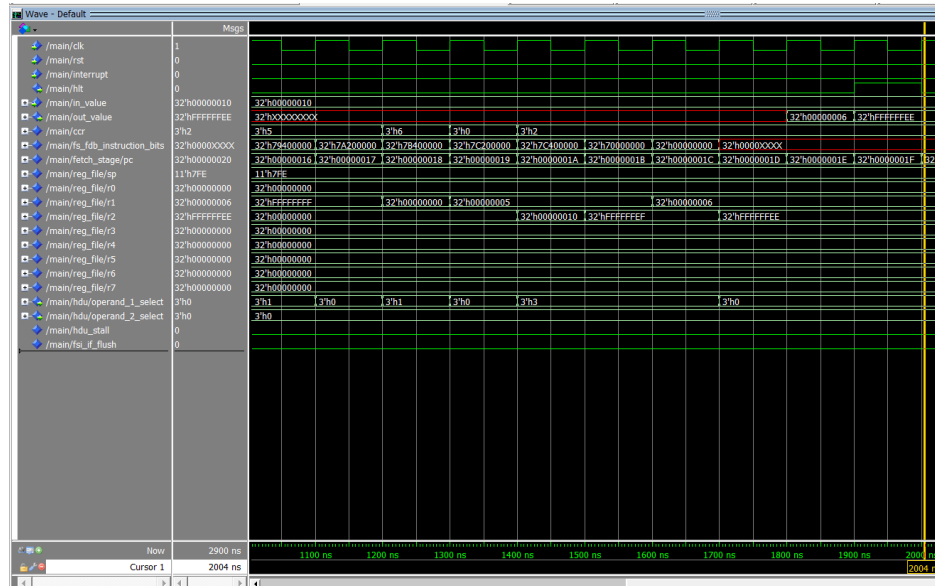 Wave - Default
Msgs
/main/clk 1
/main/rst 0
/main/interrupt 0
/main/hlt 0
/main/in_value 32'h00000010 32'h00000010
/main/out_value 32'hFFFFFFEE 32'hXXXXXXXX 32'h00000006 32'hFFFFFFEE
/main/ccr 3'h2 3'h5 3'h6 3'h0 3'h2
/main/fs_fdb_instruction_bits 32'h0000XXXX 32'h79400000 32'h7A200000 32'h7B400000 32'h7C200000 32'h7C400000 32'h70000000 32'h00000000 32'h0000XXXX
/main/fetch_stage/pc 32'h00000020 32'h00000016 32'h00000017 32'h00000018 32'h00000019 32'h0000001A 32'h0000001B 32'h0000001C 32'h0000001D 32'h0000001E 32'h0000001F
/main/reg_file/sp 11'h7FE 11'h7FE
/main/reg_file/r0 32'h00000000 32'h00000000
/main/reg_file/r1 32'h00000006 32'hFFFFFFFF 32'h00000000 32'h00000005 32'h00000006
/main/reg_file/r2 32'hFFFFFFEE 32'h00000000 32'h00000010 32'hFFFFFFEF 32'hFFFFFFEE
/main/reg_file/r3 32'h00000000 32'h00000000
/main/reg_file/r4 32'h00000000 32'h00000000
/main/reg_file/r5 32'h00000000 32'h00000000
/main/reg_file/r6 32'h00000000 32'h00000000
/main/reg_file/r7 32'h00000000 32'h00000000
/main/hdu/operand_1_select 3'h0 3'h1 3'h0 3'h1 3'h0 3'h3 3'h0
/main/hdu/operand_2_select 3'h0 3'h0
/main/hdu_stall 0
/main/fsi_if_flush 0
Now 2900 ns 1100 ns 1200 ns 1300 ns 1400 ns 1500 ns 1600 ns 1700 ns 1800 ns 1900 ns
Cursor 1 2004 ns